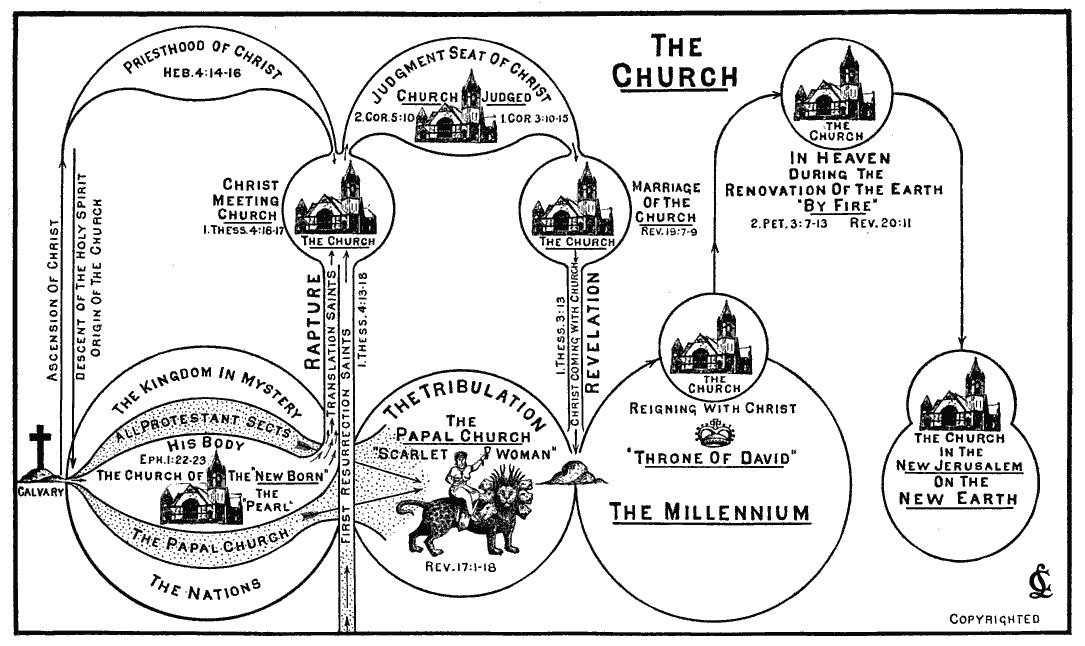 THE
CHURCH
PRIESTHOOD OF CHRIST
HEB. 4:14-16
JUDGMENT SEAT OF CHRIST
CHURCH JUDGED
2.COR.5:10 1.COR 3:10-15
ASCENSION OF CHRIST
DESCENT OF THE HOLY SPIRIT
ORIGIN OF THE CHURCH
CHRIST
MEETING
CHURCH
1.THESS.4:16-17
THE CHURCH
THE CHURCH
MARRIAGE
OF THE
CHURCH
REV.19:7-9
THE
CHURCH
IN HEAVEN
DURING THE
RENOVATION OF THE EARTH
"BY FIRE"
2.PET.3:7-13 REV.20:11
RAPTURE
TRANSLATION SAINTS
FIRST RESURRECTION SAINTS
1.THESS.4:13-18
1.THESS.3:13
CHRIST COMING WITH CHURCH
REVELATION
CALVARY
THE KINGDOM IN MYSTERY
ALL PROTESTANT SECTS
HIS BODY
EPH.1:22-23
THE CHURCH OF THE "NEW BORN"
THE
"PEARL"
THE PAPAL CHURCH
THE NATIONS
THE TRIBULATION
THE
PAPAL CHURCH
"SCARLET WOMAN"
REV.17:1-18
THE
CHURCH
REIGNING WITH CHRIST
"THRONE OF DAVID"
THE MILLENNIUM
THE CHURCH
IN THE
NEW JERUSALEM
ON THE
NEW EARTH
CL
COPYRIGHTED